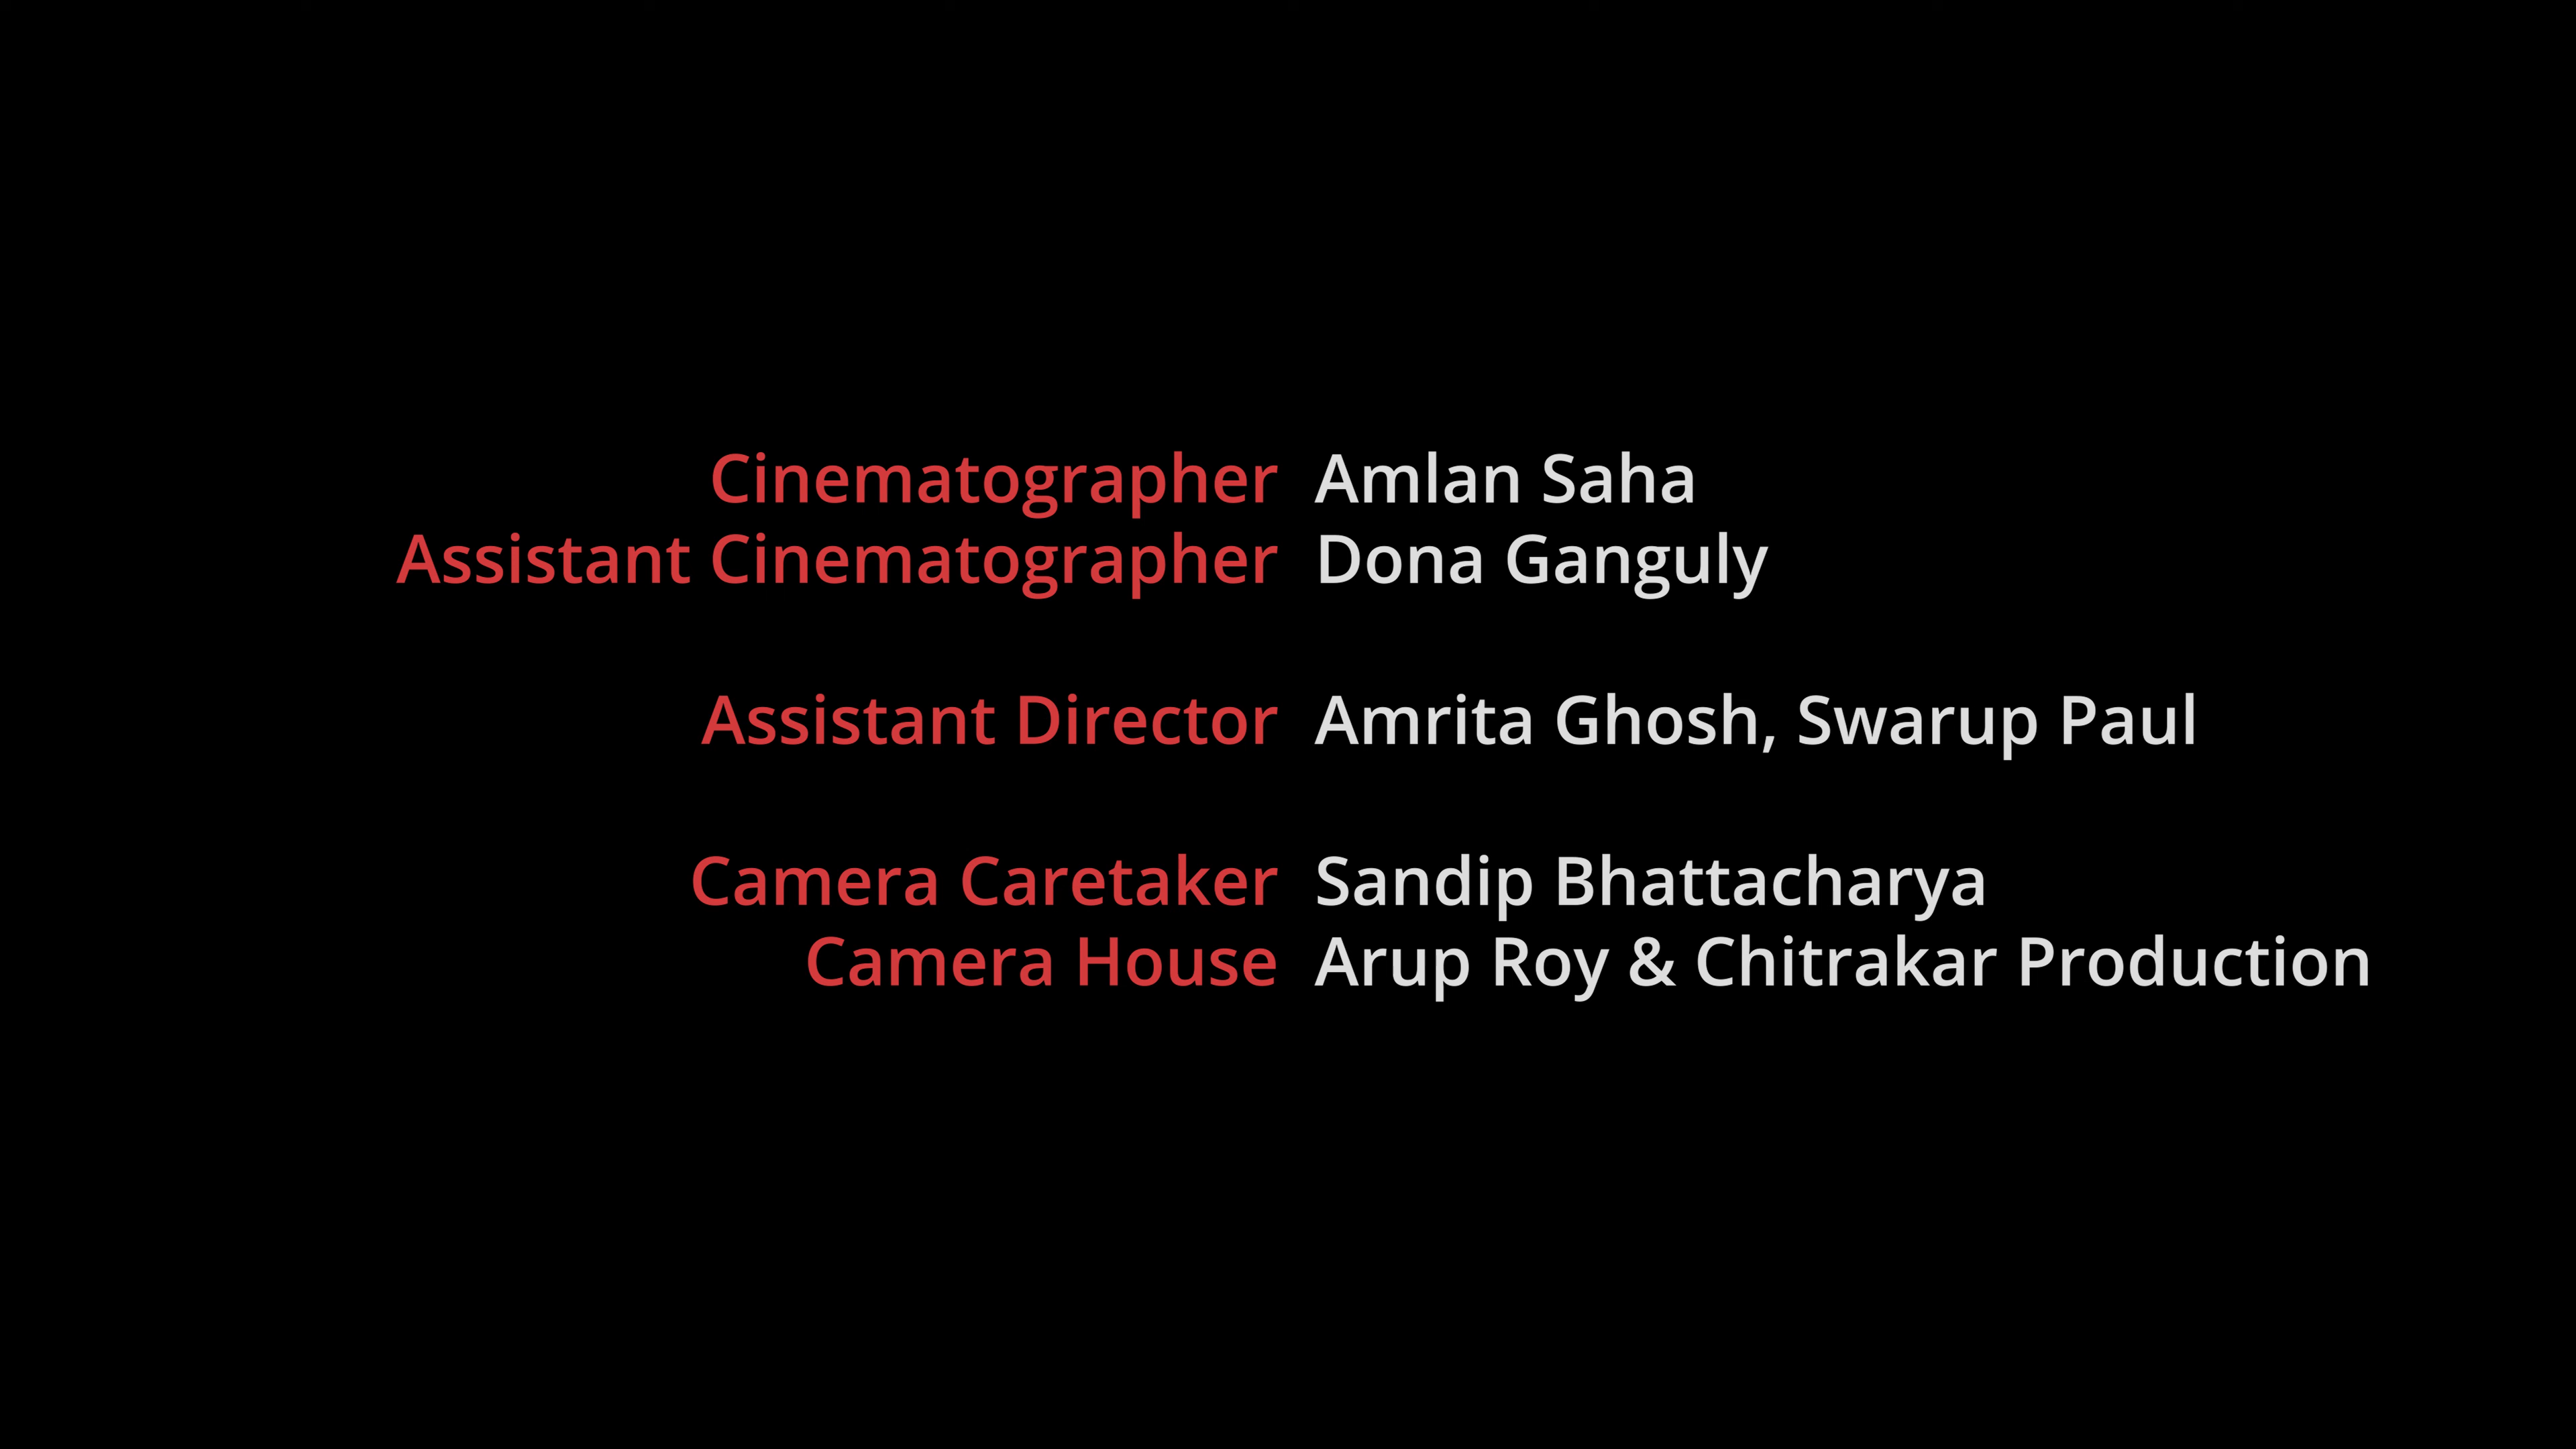 Cinematographer Amlan Saha
Assistant Cinematographer Dona Ganguly
Assistant Director Amrita Ghosh, Swarup Paul
Camera Caretaker Sandip Bhattacharya
Camera House Arup Roy & Chitrakar Production